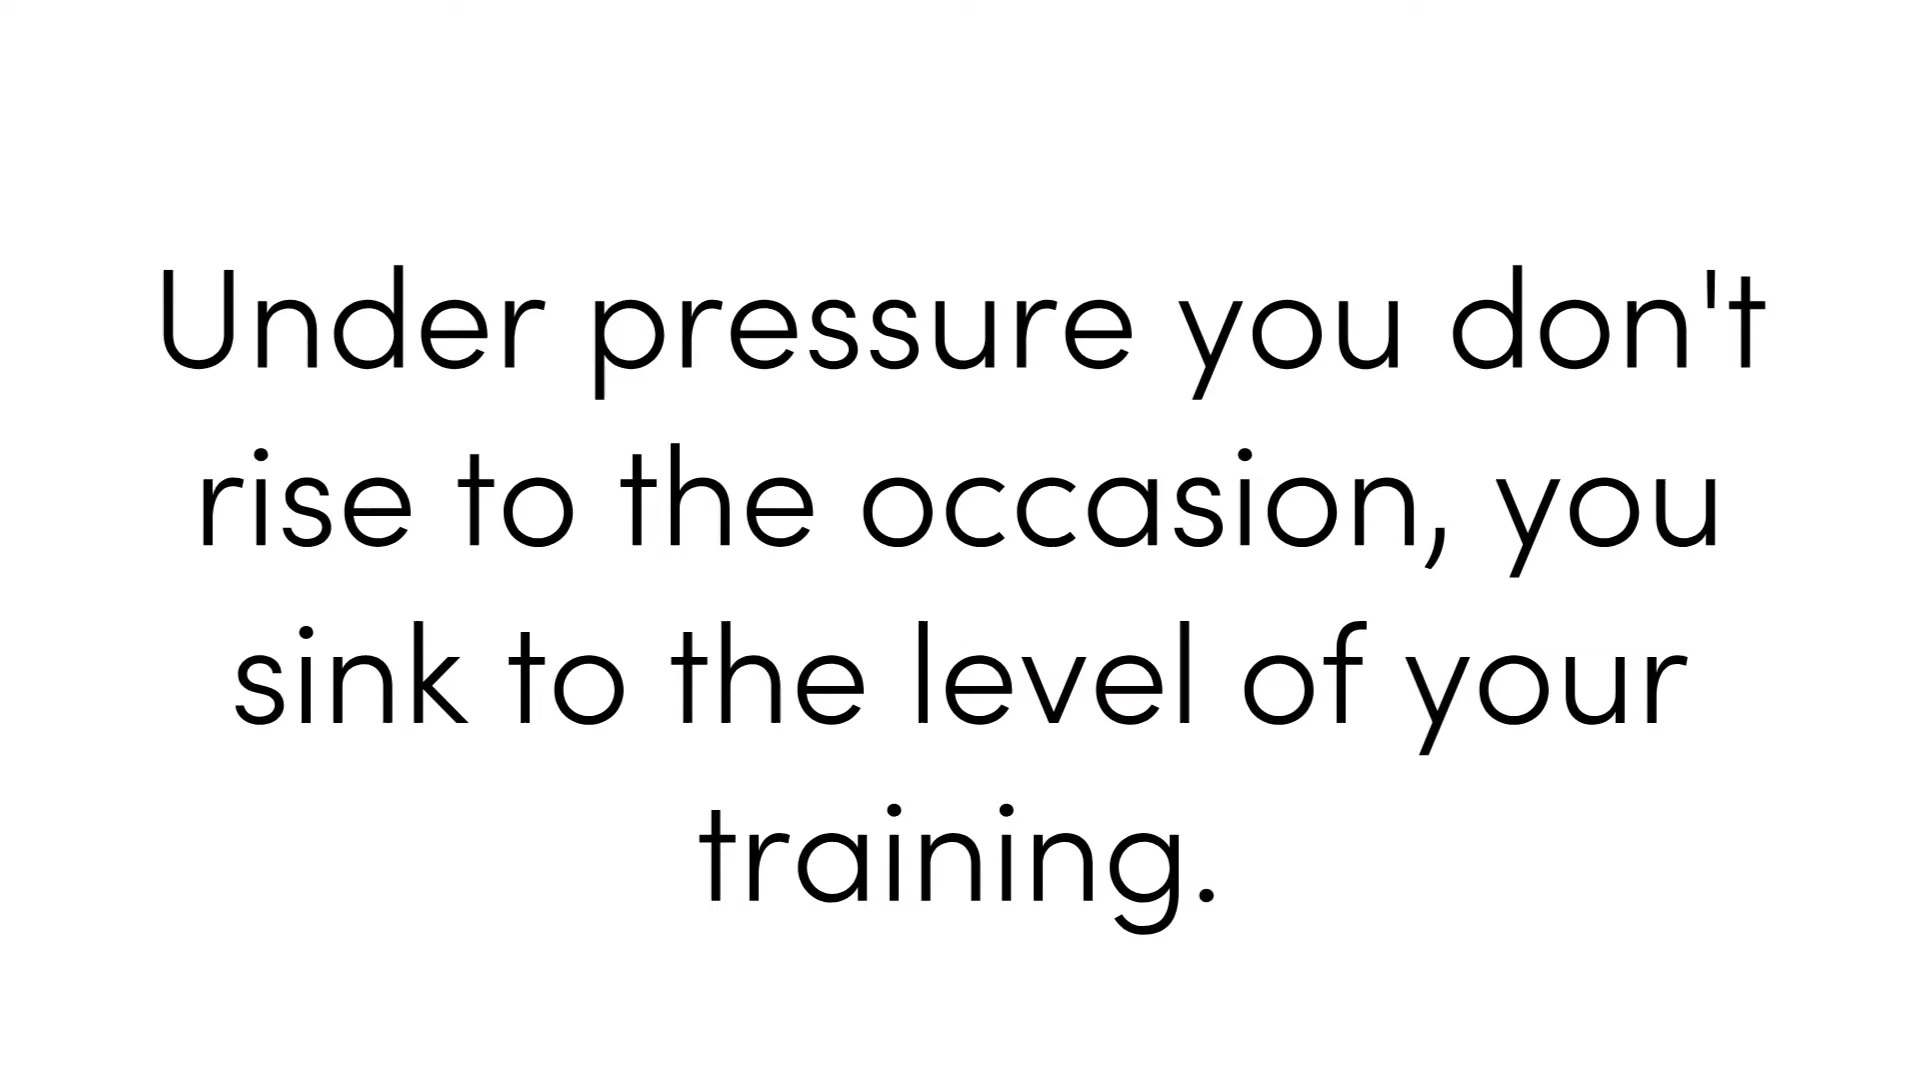 Under pressure you don't
rise to the occasion, you
sink to the level of your
training.